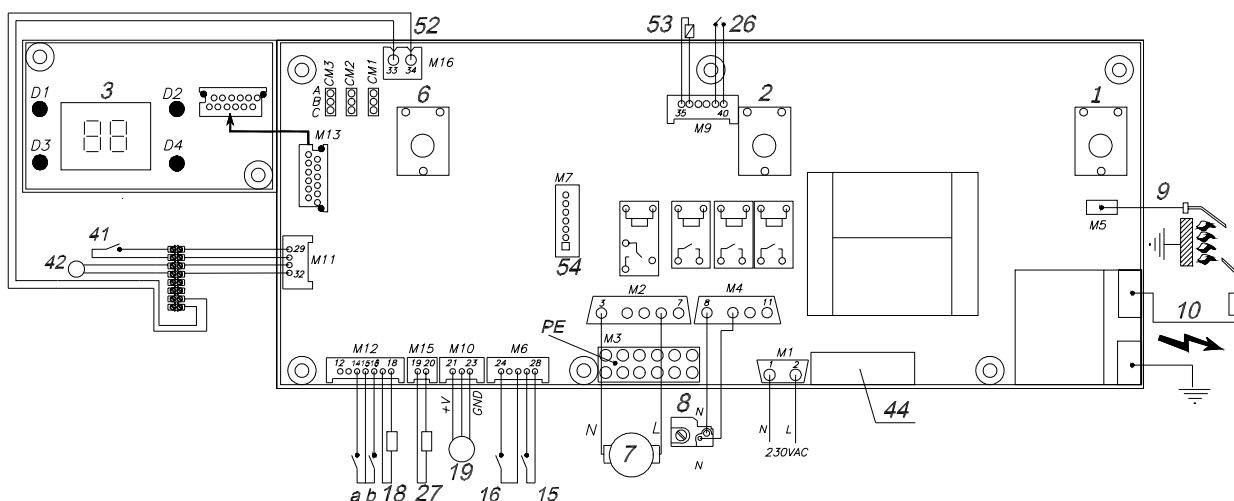 52
53
26
33 34
M16
CM3
CM2
CM1
A
B
C
D1
3
D2
6
35
40
M9
2
1
M13
D3
D4
M7
9
M5
41
29
M11
42
32
54
M2
M4
3
7
8
11
10
PE
M3
M12
M15
M10
M6
M1
12 14 15 16 18
19 20
21 23
24 28
1 2
44
+V
GND
8
N
N
L
7
N
N
L
230VAC
a b 18 27
19
16
15